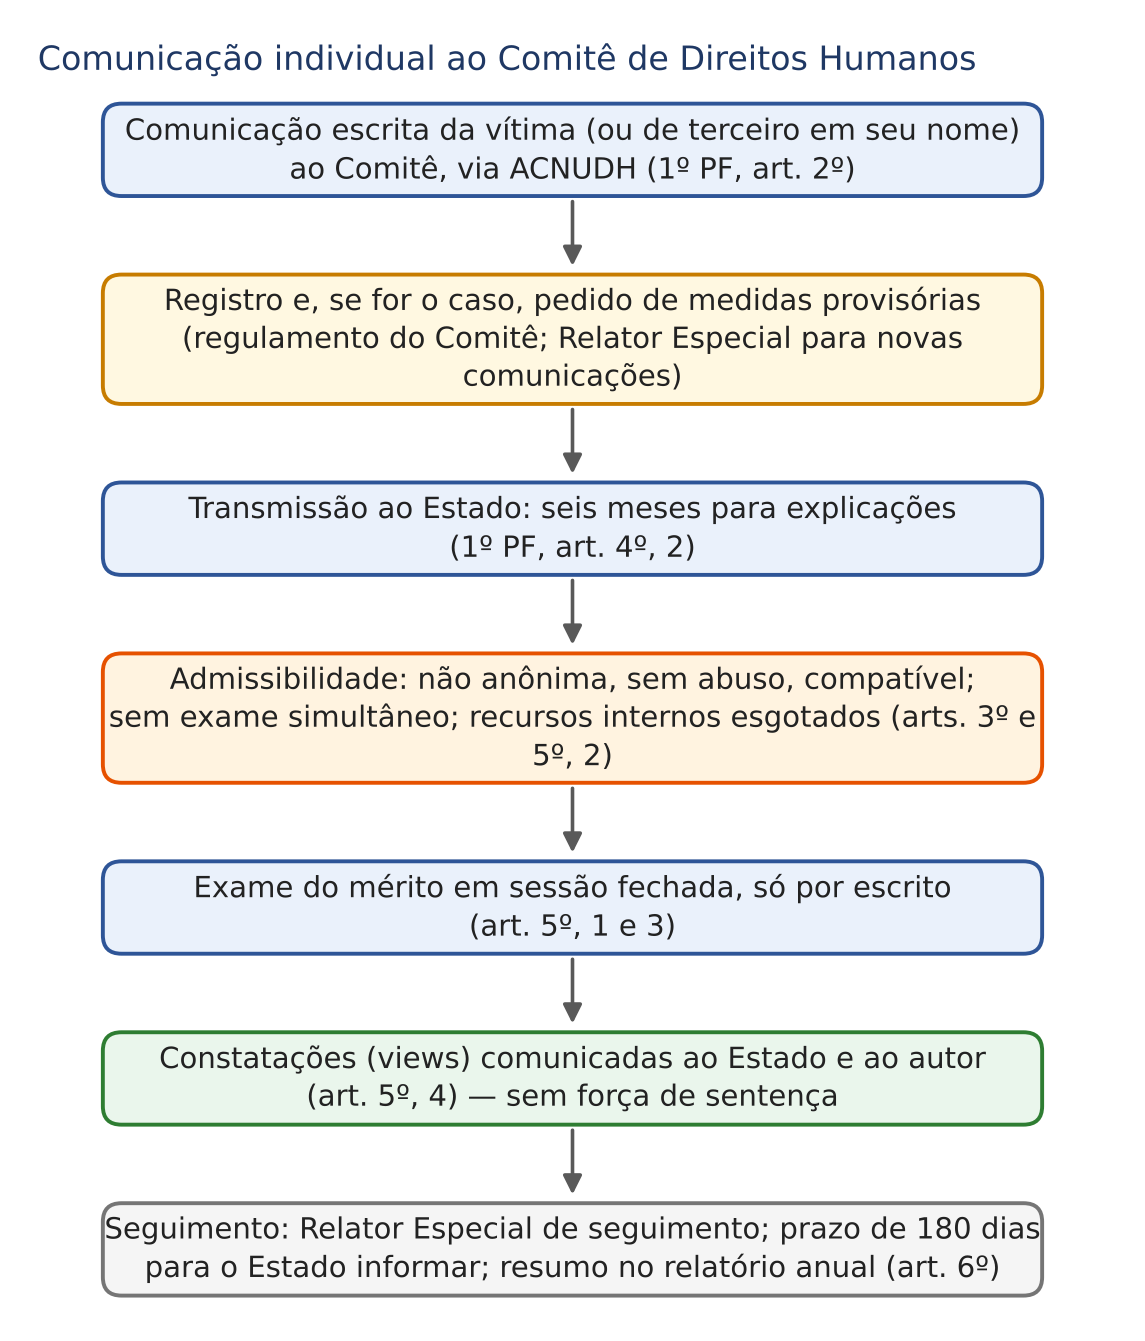 Comunicação individual ao Comitê de Direitos Humanos
Comunicação escrita da vítima (ou de terceiro em seu nome)
ao Comitê, via ACNUDH (1º PF, art. 2º)
Registro e, se for o caso, pedido de medidas provisórias
(regulamento do Comitê; Relator Especial para novas
comunicações)
Transmissão ao Estado: seis meses para explicações
(1º PF, art. 4º, 2)
Admissibilidade: não anônima, sem abuso, compatível;
sem exame simultâneo; recursos internos esgotados (arts. 3º e
5º, 2)
Exame do mérito em sessão fechada, só por escrito
(art. 5º, 1 e 3)
Constatações (views) comunicadas ao Estado e ao autor
(art. 5º, 4) — sem força de sentença
Seguimento: Relator Especial de seguimento; prazo de 180 dias
para o Estado informar; resumo no relatório anual (art. 6º)